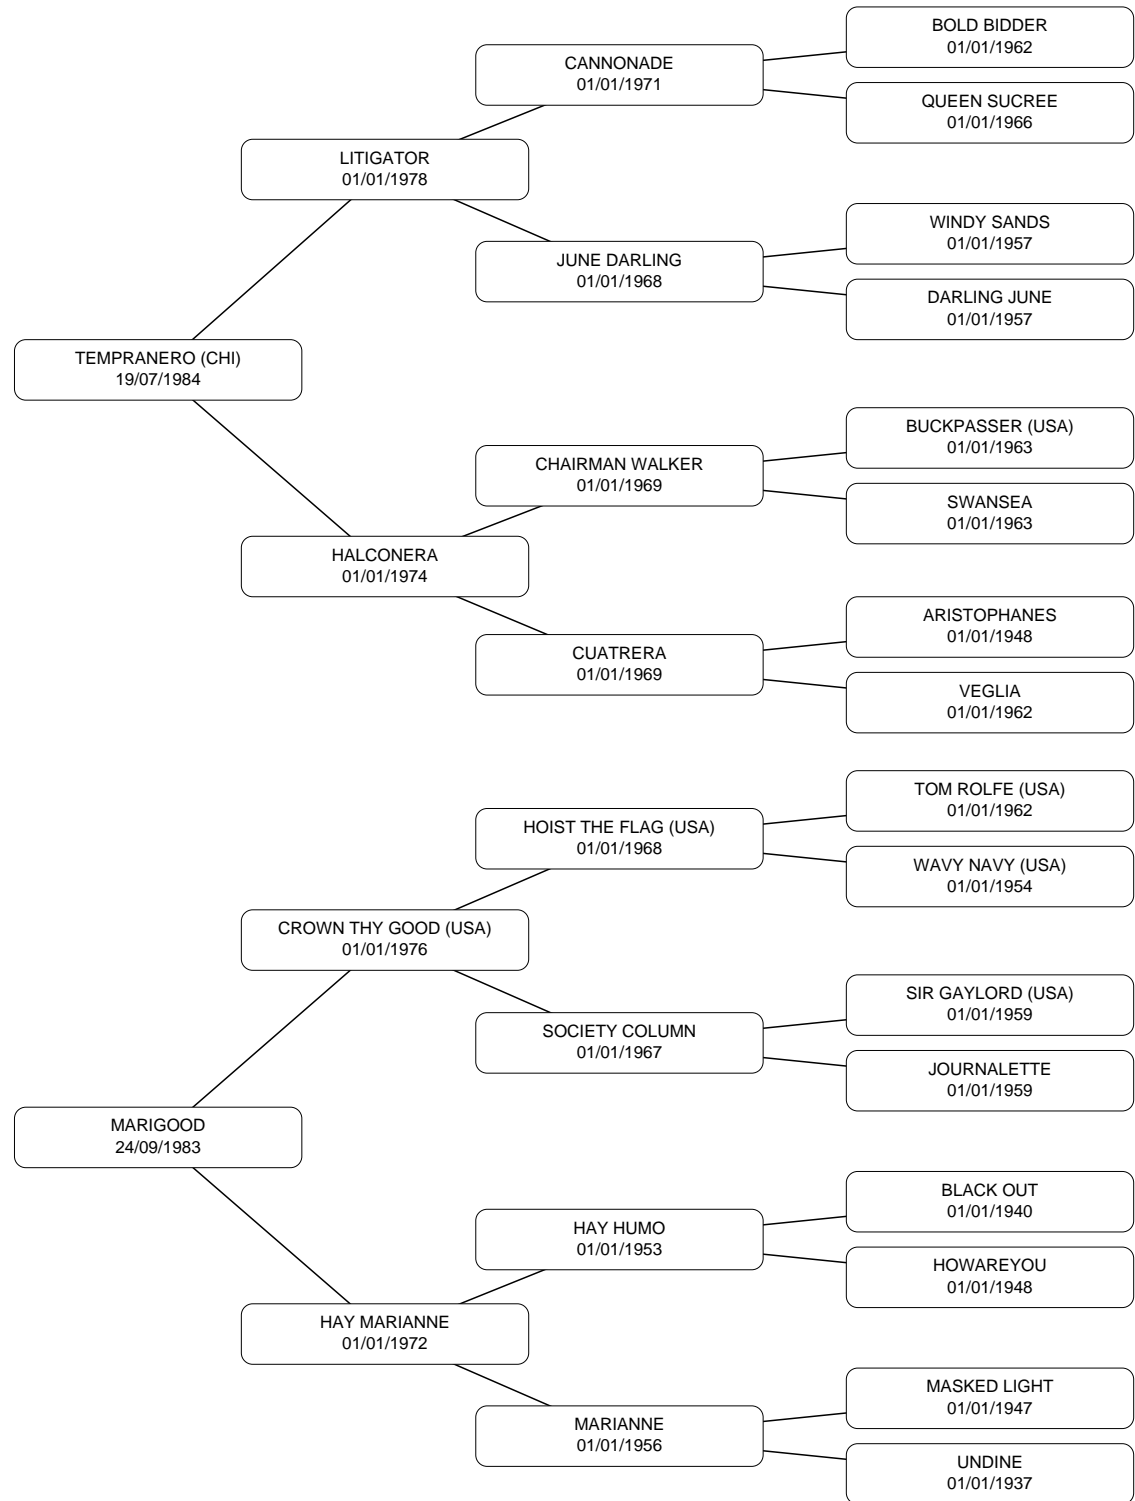 BOLD BIDDER
01/01/1962
CANNONADE
01/01/1971
QUEEN SUCREE
01/01/1966
LITIGATOR
01/01/1978
WINDY SANDS
01/01/1957
JUNE DARLING
01/01/1968
DARLING JUNE
01/01/1957
TEMPRANERO (CHI)
19/07/1984
BUCKPASSER (USA)
01/01/1963
CHAIRMAN WALKER
01/01/1969
SWANSEA
01/01/1963
HALCONERA
01/01/1974
ARISTOPHANES
01/01/1948
CUATRERA
01/01/1969
VEGLIA
01/01/1962
TOM ROLFE (USA)
01/01/1962
HOIST THE FLAG (USA)
01/01/1968
WAVY NAVY (USA)
01/01/1954
CROWN THY GOOD (USA)
01/01/1976
SIR GAYLORD (USA)
01/01/1959
SOCIETY COLUMN
01/01/1967
JOURNALETTE
01/01/1959
MARIGOOD
24/09/1983
BLACK OUT
01/01/1940
HAY HUMO
01/01/1953
HOWAREYOU
01/01/1948
HAY MARIANNE
01/01/1972
MASKED LIGHT
01/01/1947
MARIANNE
01/01/1956
UNDINE
01/01/1937